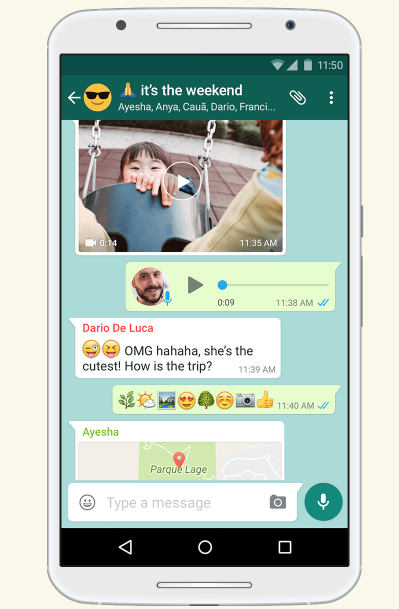 11:50
🙏 it's the weekend
Ayesha, Anya, Cauã, Dario, Franci...
0:14
11:35 AM
0:09
11:38 AM
Dario De Luca
😜😝 OMG hahaha, she's the
cutest! How is the trip?
11:39 AM
🌿🌤🏞😍🌳☺️📷👍 11:40 AM
Ayesha
Parque Lage
Type a message